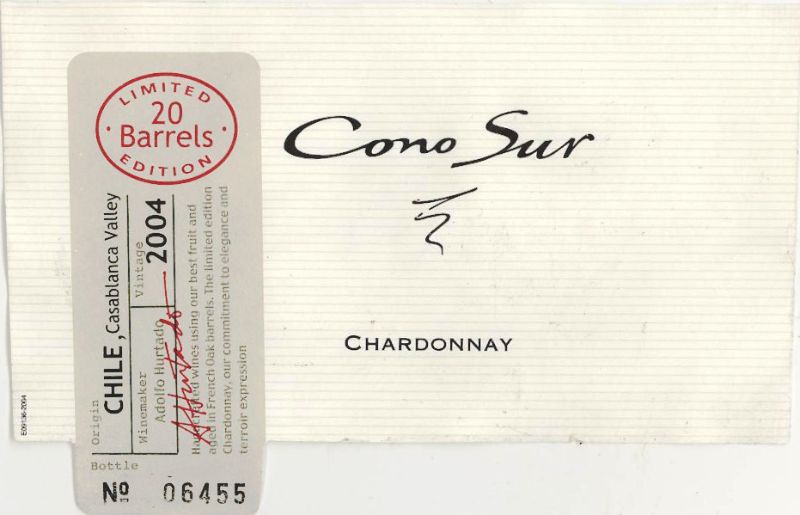 LIMITED
20
Barrels
EDITION
Cono Sur
CHARDONNAY
Origin
CHILE, Casablanca Valley
Winemaker
Adolfo Hurtado
Vintage
2004
A Hurtado
Handcrafted wines using our best fruit and
aged in French Oak barrels. The limited edition
Chardonnay, our commitment to elegance and
terroir expression
Bottle
Nº 06455